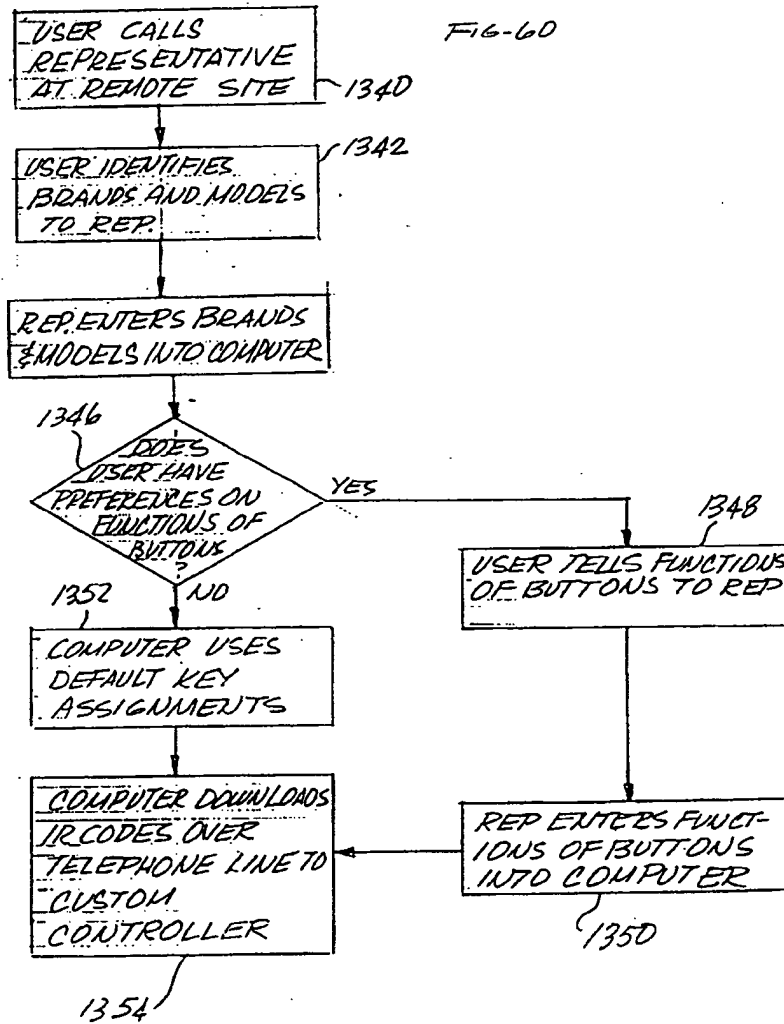 FIG-60
USER CALLS
REPRESENTATIVE
AT REMOTE SITE
1340
1342
USER IDENTIFIES
BRANDS AND MODELS
TO REP.
REP. ENTERS BRANDS
& MODELS INTO COMPUTER
1346
DOES
USER HAVE
PREFERENCES ON
FUNCTIONS OF
BUTTONS
?
YES
1348
USER TELLS FUNCTIONS
OF BUTTONS TO REP
NO
1352
COMPUTER USES
DEFAULT KEY
ASSIGNMENTS
COMPUTER DOWNLOADS
IR CODES OVER
TELEPHONE LINE TO
CUSTOM
CONTROLLER
1354
REP ENTERS FUNCT-
IONS OF BUTTONS
INTO COMPUTER
1350